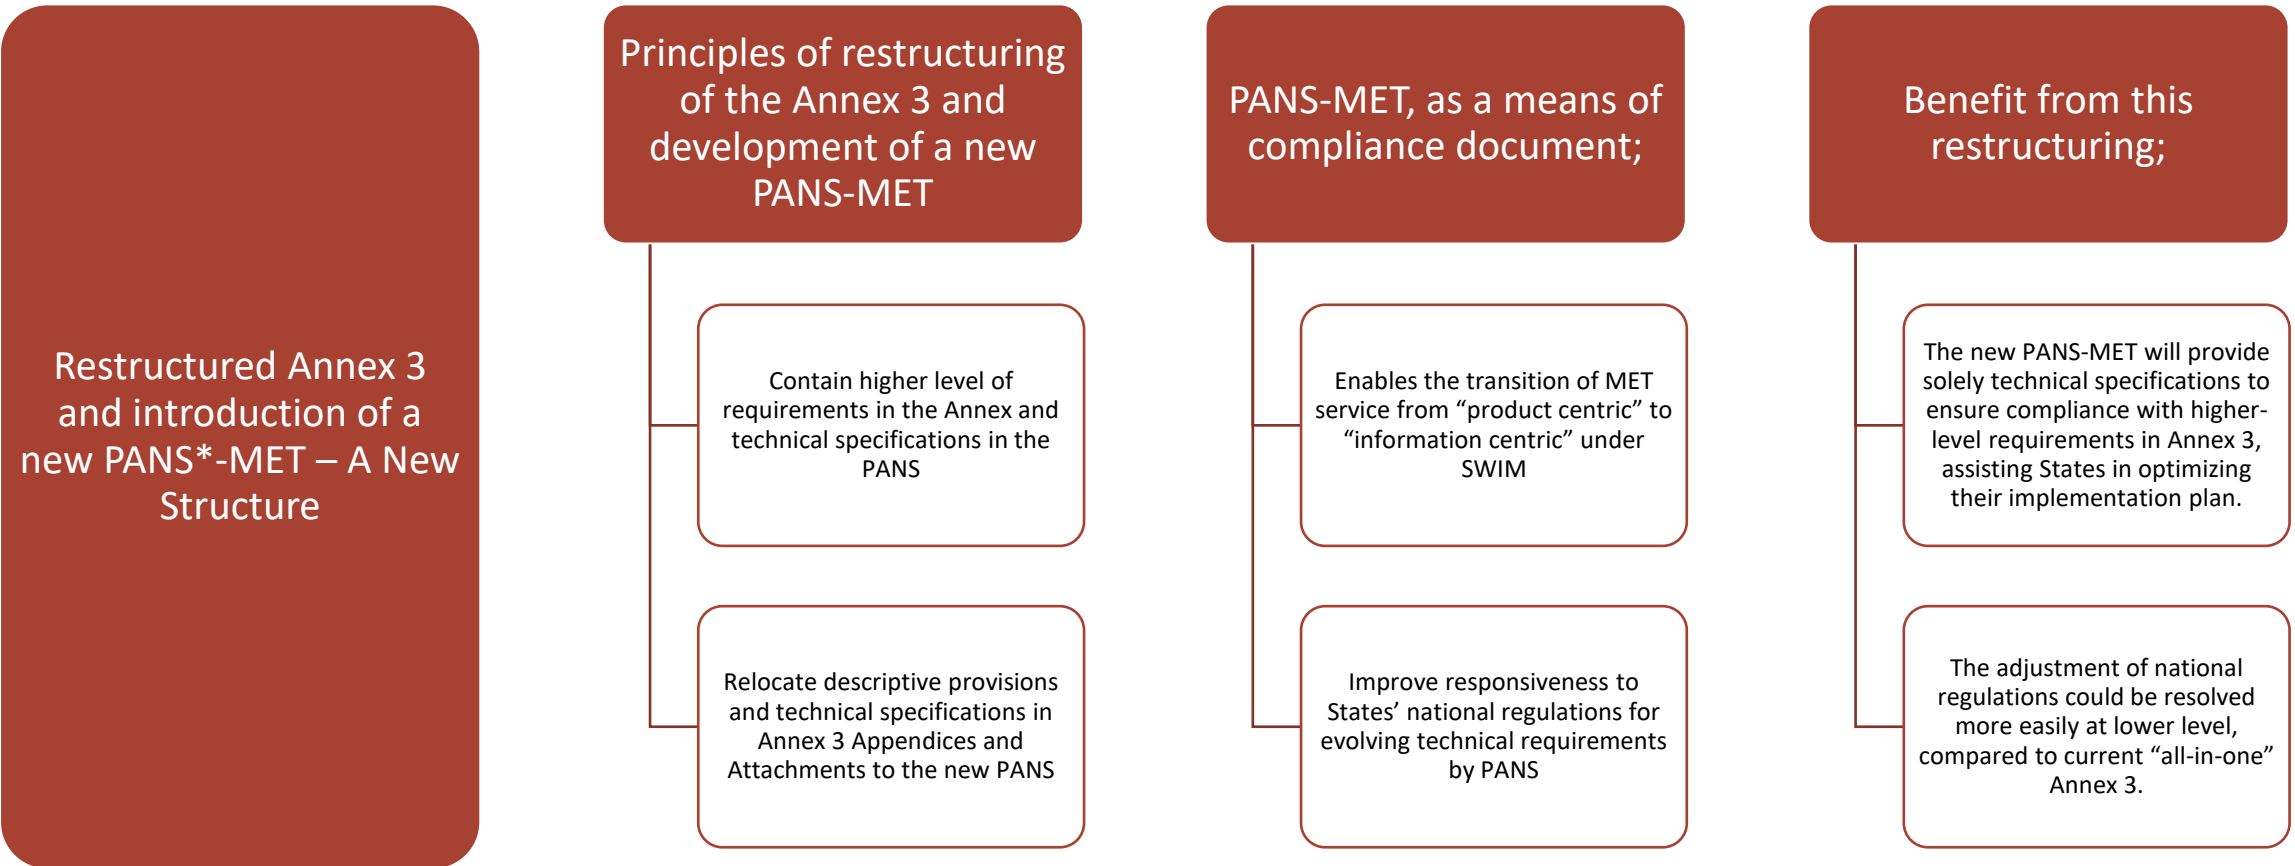 Restructured Annex 3
and introduction of a
new PANS*-MET – A New
Structure
Principles of restructuring
of the Annex 3 and
development of a new
PANS-MET
Contain higher level of
requirements in the Annex and
technical specifications in the
PANS
Relocate descriptive provisions
and technical specifications in
Annex 3 Appendices and
Attachments to the new PANS
PANS-MET, as a means of
compliance document;
Enables the transition of MET
service from “product centric” to
“information centric” under
SWIM
Improve responsiveness to
States’ national regulations for
evolving technical requirements
by PANS
Benefit from this
restructuring;
The new PANS-MET will provide
solely technical specifications to
ensure compliance with higher-
level requirements in Annex 3,
assisting States in optimizing
their implementation plan.
The adjustment of national
regulations could be resolved
more easily at lower level,
compared to current “all-in-one”
Annex 3.